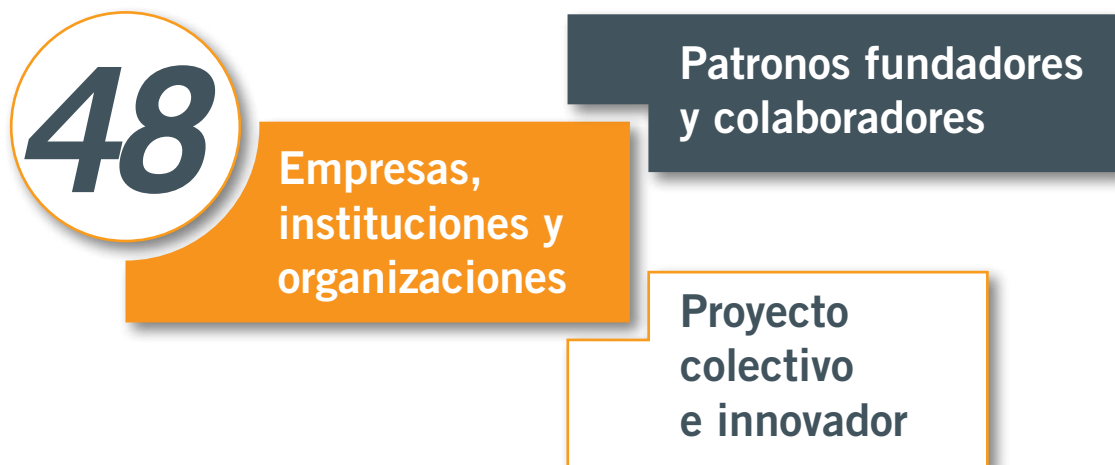 48
Empresas,
instituciones y
organizaciones
Patronos fundadores
y colaboradores
Proyecto
colectivo
e innovador